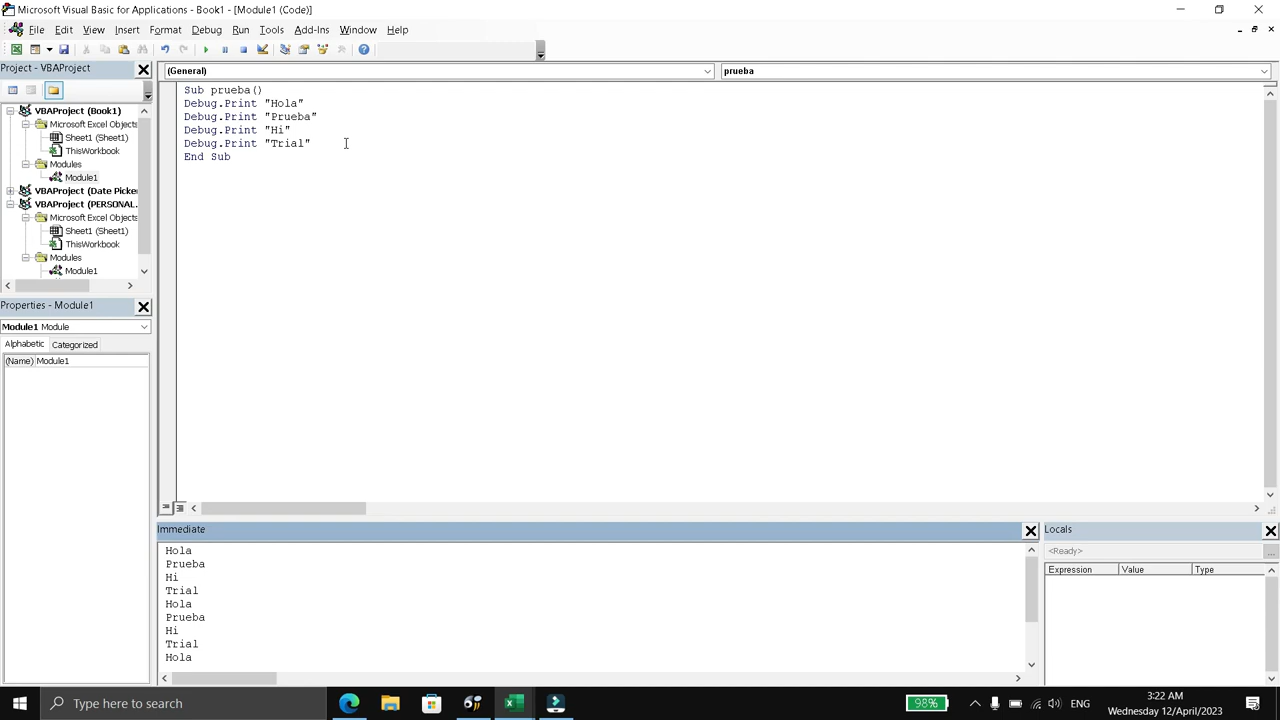 Microsoft Visual Basic for Applications - Book1 - [Module1 (Code)]
File Edit View Insert Format Debug Run Tools Add-Ins Window Help
Project - VBAProject
(General)
prueba
VBAProject (Book1)
Microsoft Excel Objects
Sheet1 (Sheet1)
ThisWorkbook
Modules
Module1
VBAProject (Date Picker
VBAProject (PERSONAL.
Microsoft Excel Objects
Sheet1 (Sheet1)
ThisWorkbook
Modules
Module1
Sub prueba()
Debug.Print "Hola"
Debug.Print "Prueba"
Debug.Print "Hi"
Debug.Print "Trial"
End Sub
Properties - Module1
Module1 Module
Alphabetic Categorized
(Name) Module1
Immediate
Hola
Prueba
Hi
Trial
Hola
Prueba
Hi
Trial
Hola
Locals
<Ready>
...
Expression Value Type
Type here to search
98%
ENG
3:22 AM
Wednesday 12/April/2023